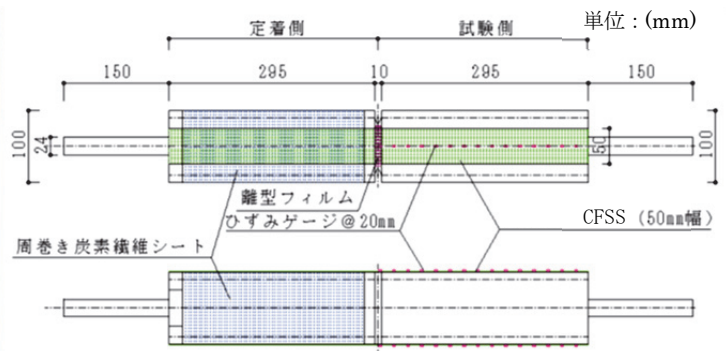 単位:(mm)
定着側
試験側
150
295
10
295
150
100
24
50
100
離型フィルム
ひずみゲージ@20mm
CFSS (50mm幅)
周巻き炭素繊維シート